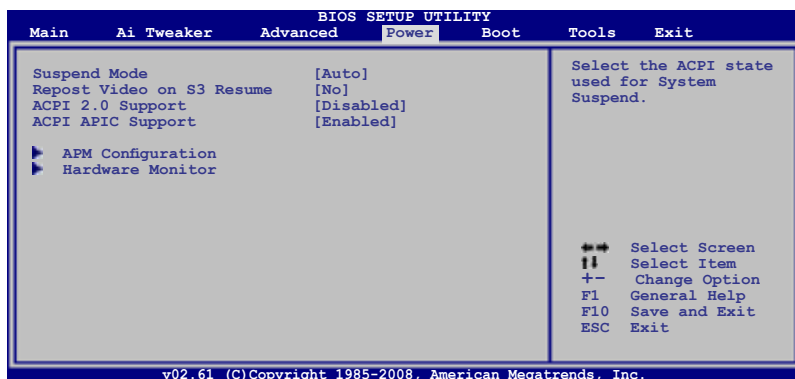 BIOS SETUP UTILITY
Main Ai Tweaker Advanced Power Boot Tools Exit
Suspend Mode [Auto]
Repost Video on S3 Resume [No]
ACPI 2.0 Support [Disabled]
ACPI APIC Support [Enabled]
APM Configuration
Hardware Monitor
Select the ACPI state
used for System
Suspend.
Select Screen
Select Item
+- Change Option
F1 General Help
F10 Save and Exit
ESC Exit
v02.61 (C)Copyright 1985-2008, American Megatrends, Inc.